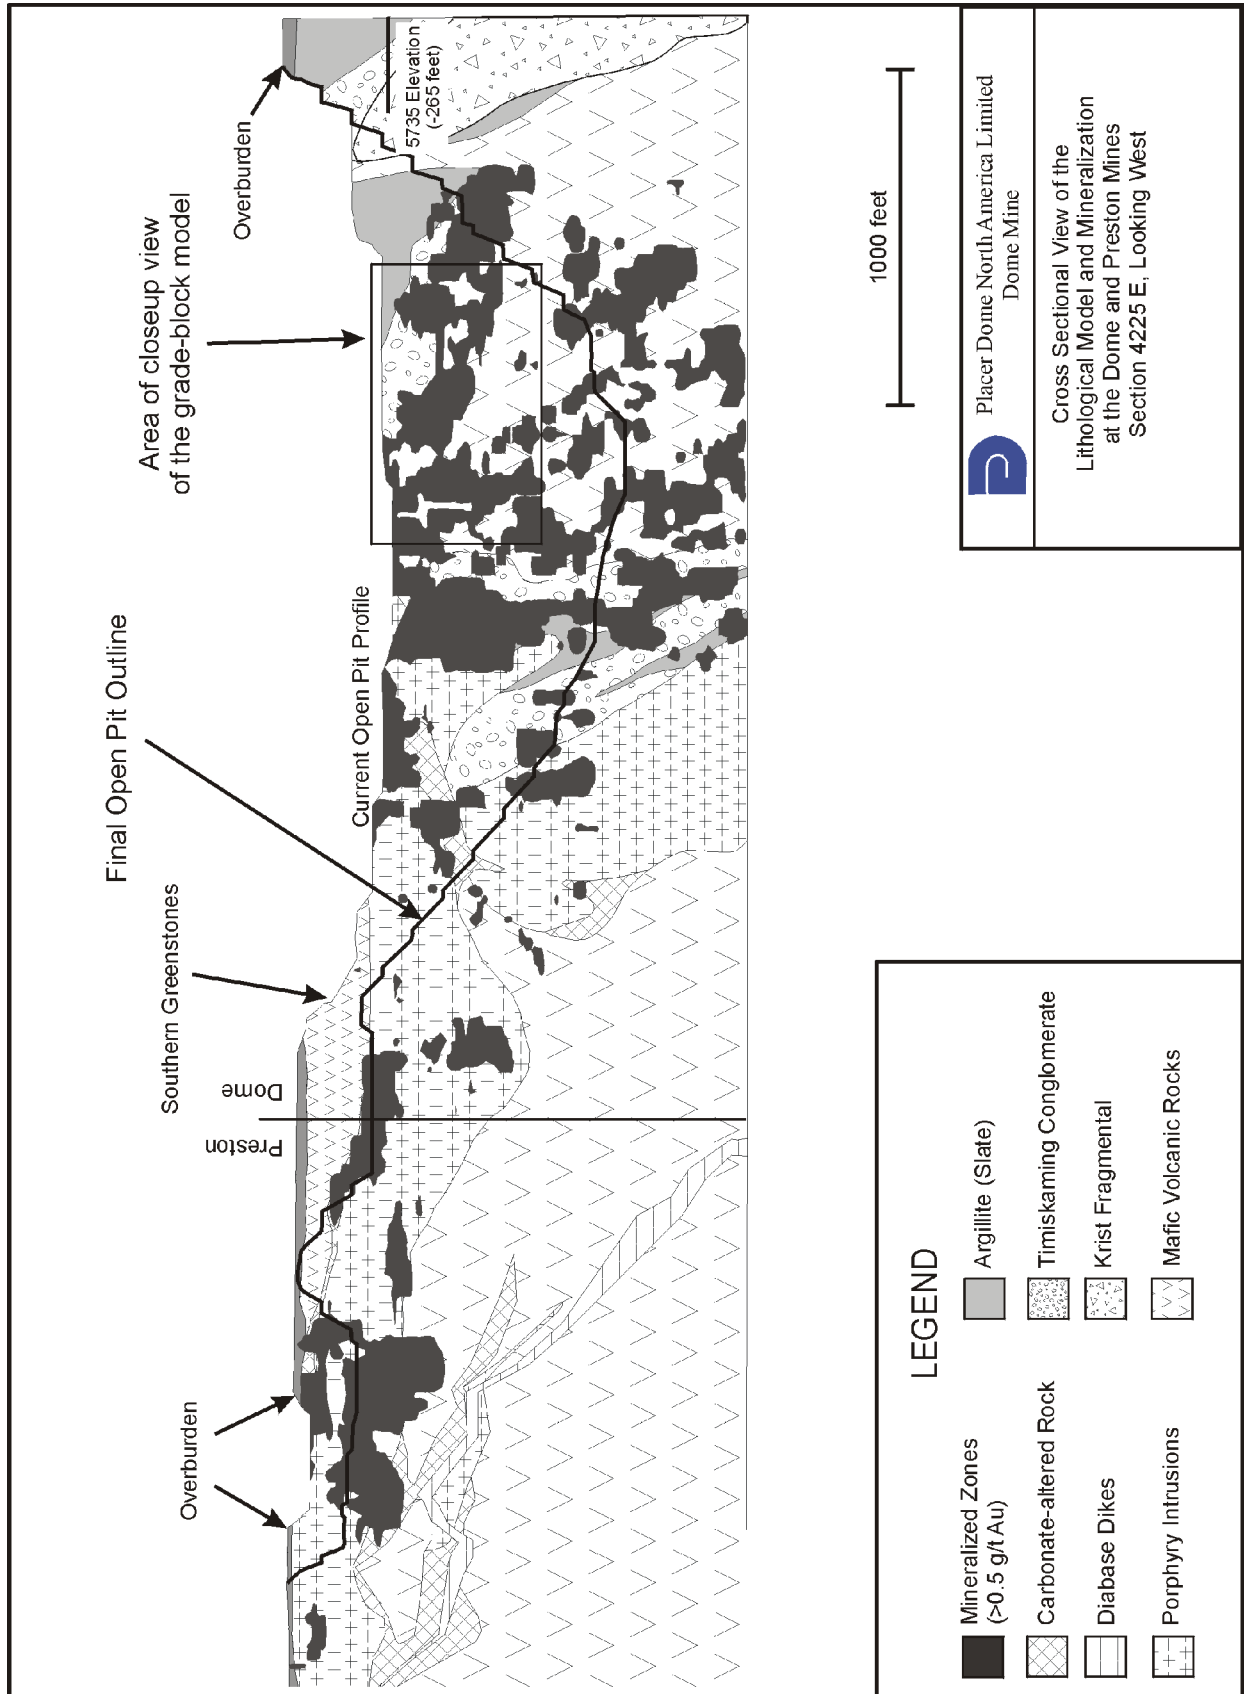 Final Open Pit Outline
Area of closeup view
of the grade-block model
Overburden
Southern Greenstones
Overburden
Current Open Pit Profile
5735 Elevation
(-265 feet)
Preston
Dome
1000 feet
LEGEND
Mineralized Zones
(>0.5 g/t Au)
Argillite (Slate)
Carbonate-altered Rock
Timiskaming Conglomerate
Diabase Dikes
Krist Fragmental
Porphyry Intrusions
Mafic Volcanic Rocks
Placer Dome North America Limited
Dome Mine
Cross Sectional View of the
Lithological Model and Mineralization
at the Dome and Preston Mines
Section 4225 E, Looking West